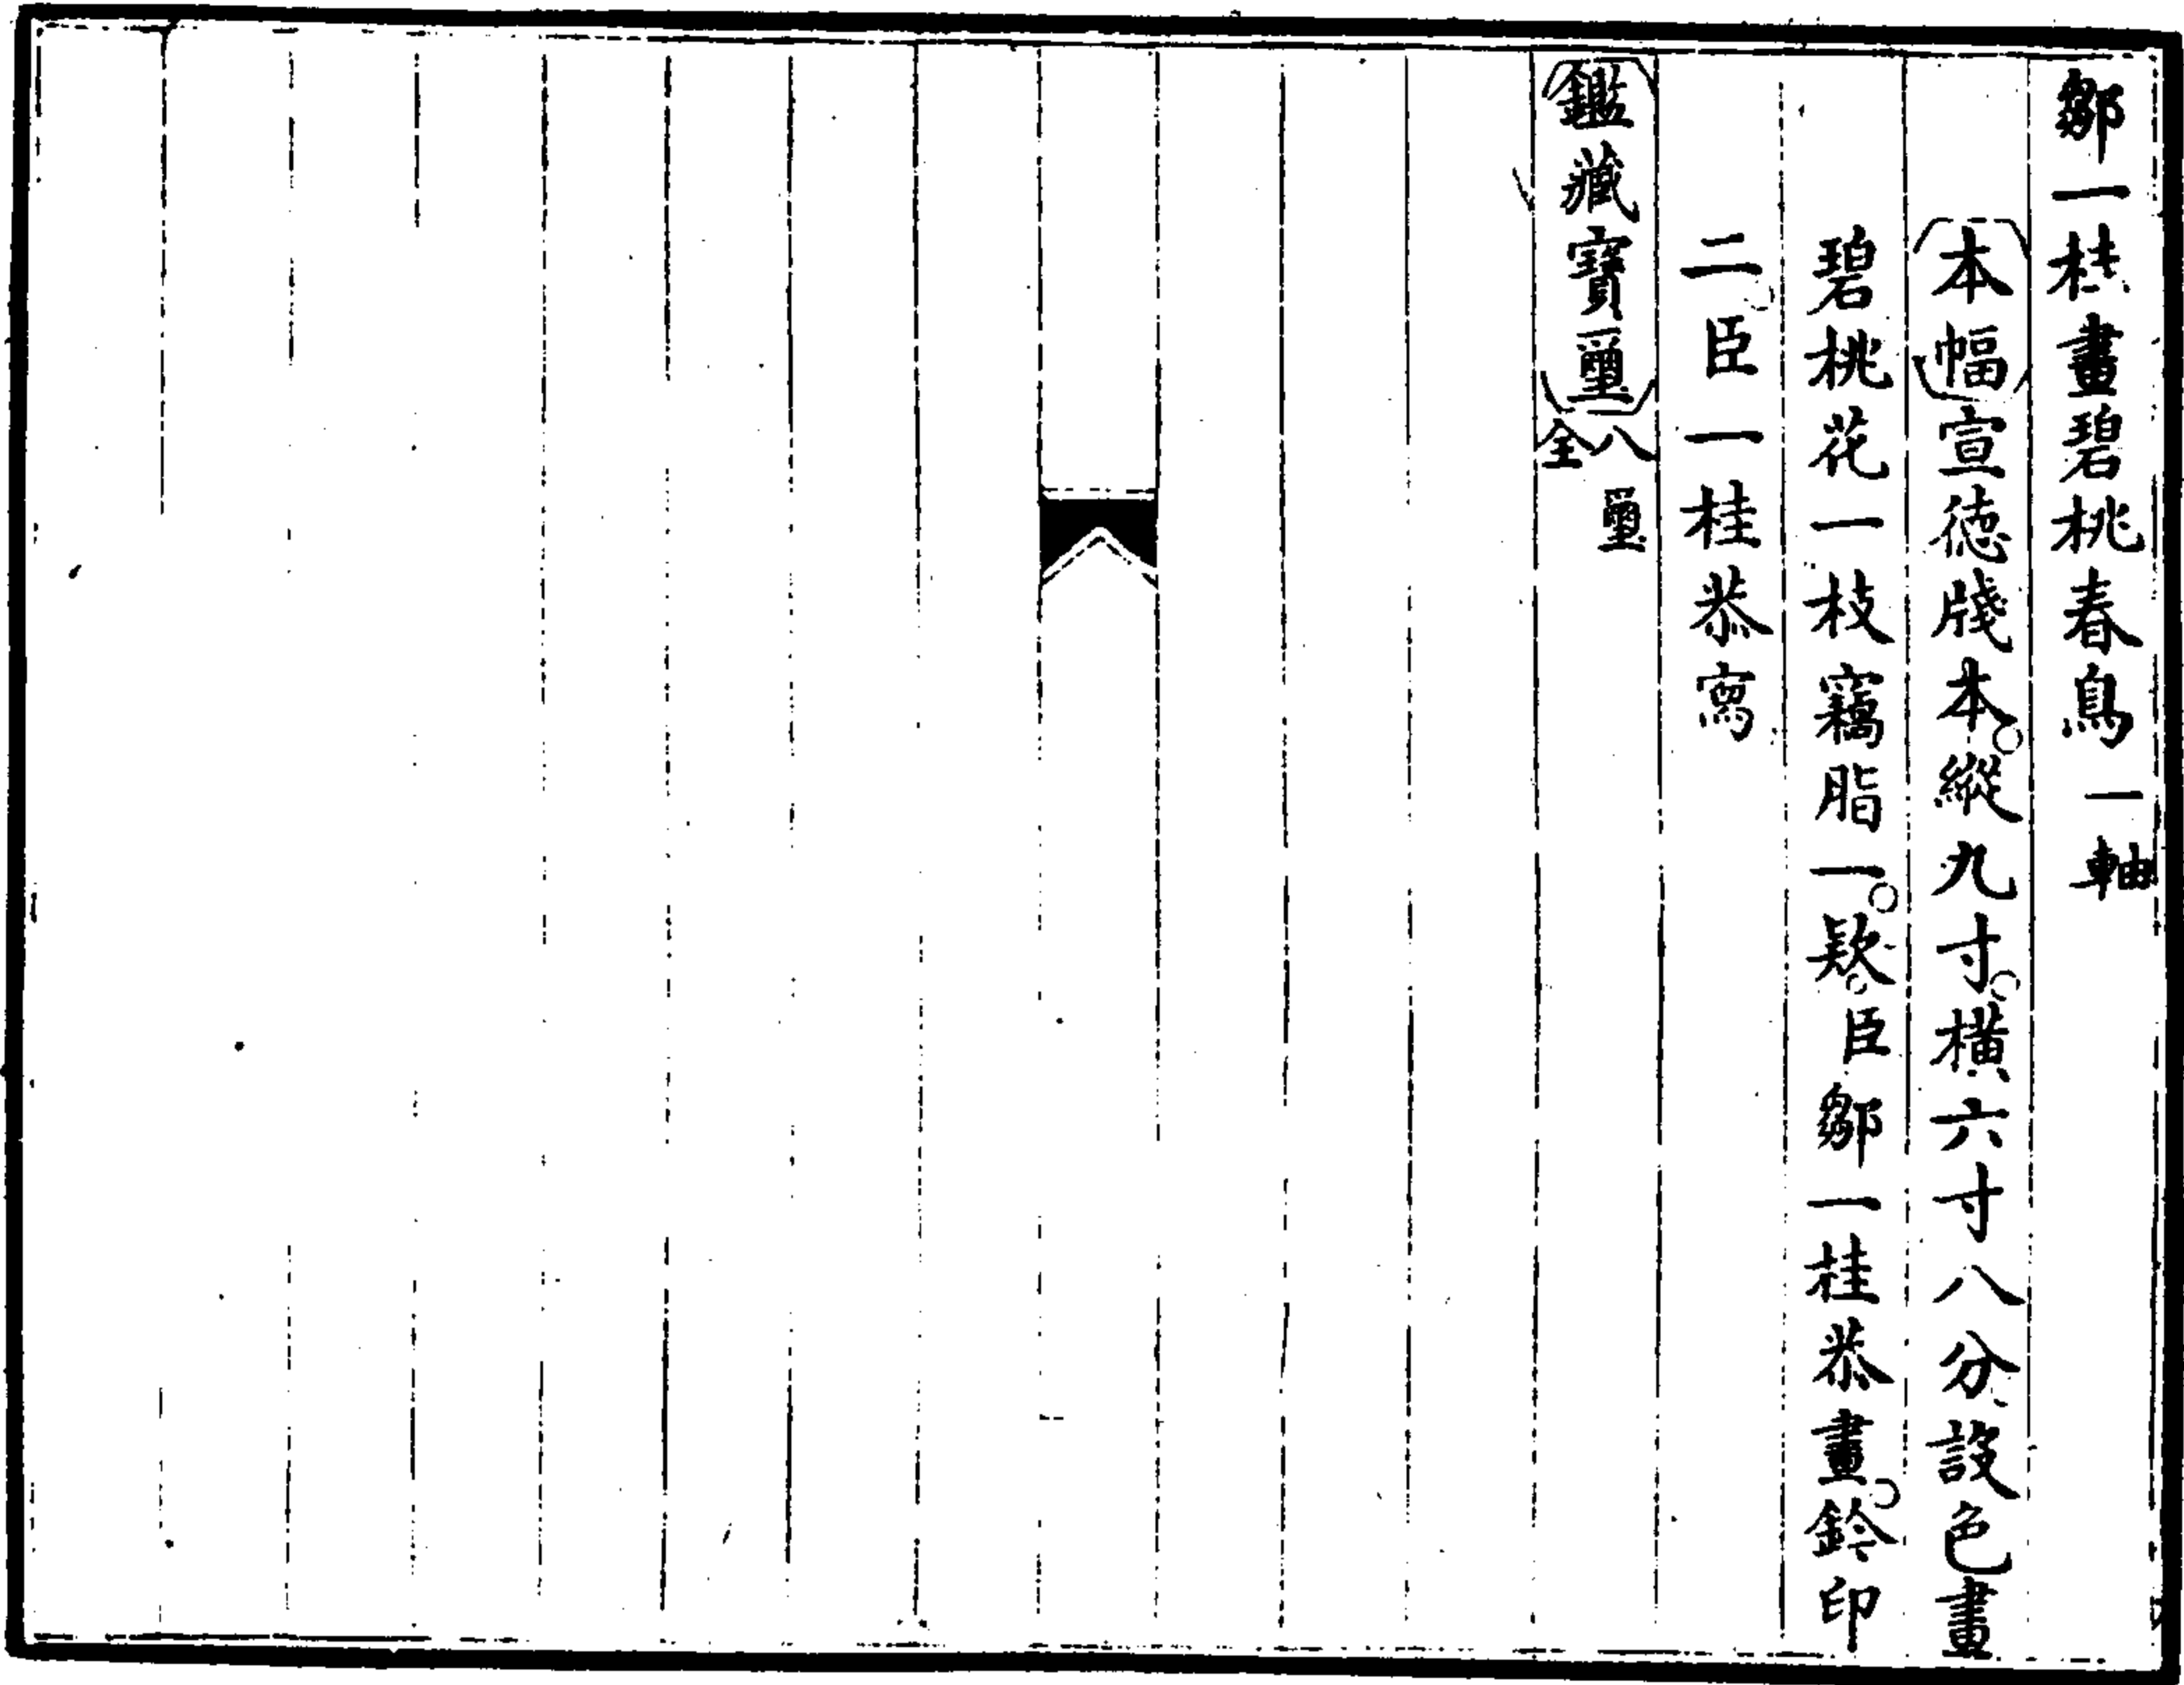 鄒一桂畫碧桃春鳥一軸
本幅宣德牋本縱九寸橫六寸八分設色畫
碧桃花一枝竊脂一款臣鄒一桂恭畫鈐印
二臣一桂恭寫
鑑藏寶璽八璽全